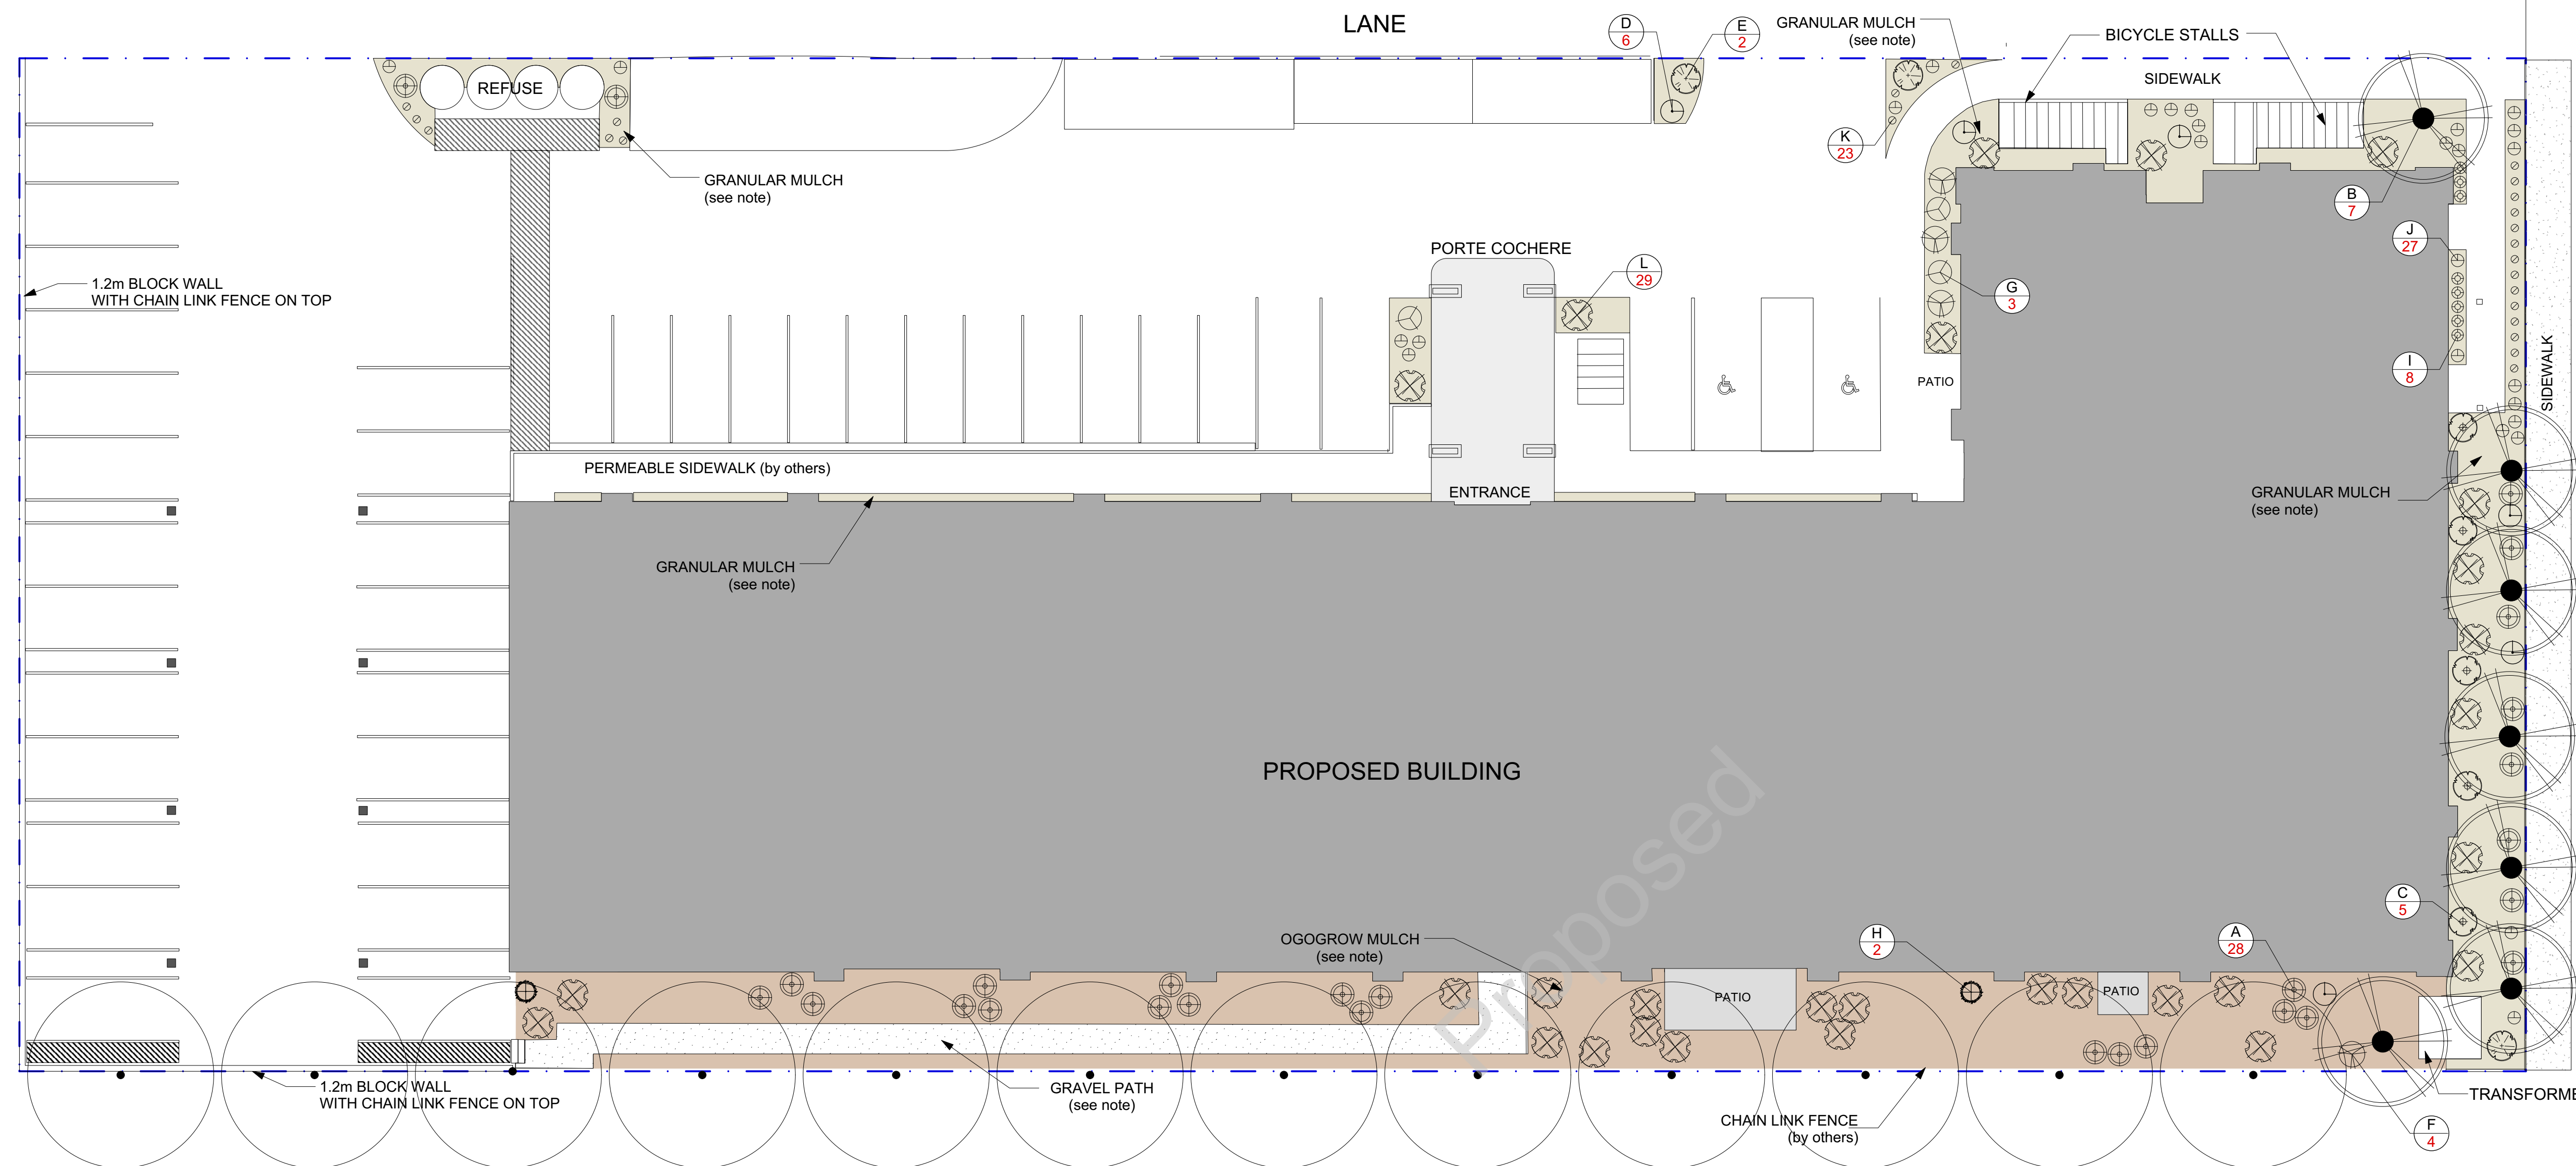 LANE
D
6
E
2
GRANULAR MULCH
(see note)
BICYCLE STALLS
SIDEWALK
REFUSE
K
23
GRANULAR MULCH
(see note)
B
7
J
27
PORTE COCHERE
L
29
G
3
1.2m BLOCK WALL
WITH CHAIN LINK FENCE ON TOP
I
8
SIDEWALK
PATIO
PERMEABLE SIDEWALK (by others)
ENTRANCE
GRANULAR MULCH
(see note)
GRANULAR MULCH
(see note)
PROPOSED BUILDING
Proposed
C
5
OGOGROW MULCH
(see note)
H
2
A
28
PATIO
PATIO
1.2m BLOCK WALL
WITH CHAIN LINK FENCE ON TOP
GRAVEL PATH
(see note)
CHAIN LINK FENCE
(by others)
TRANSFORME
F
4